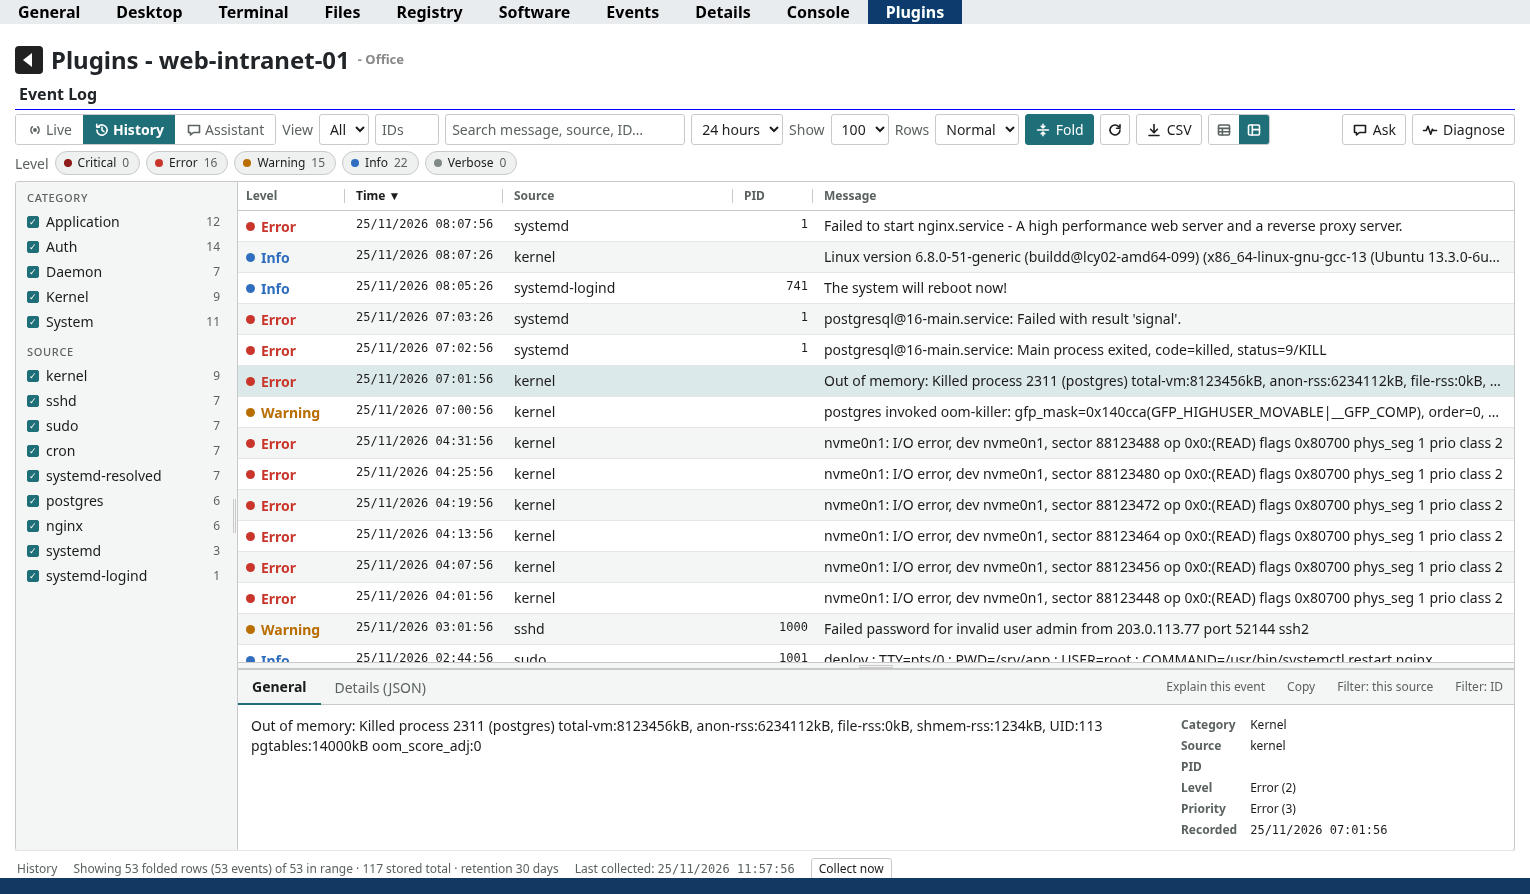 General Desktop Terminal Files Registry Software Events Details Console Plugins
Plugins - web-intranet-01 - Office
Event Log
Live History Assistant View All IDs Search message, source, ID... 24 hours Show 100 Rows Normal Fold CSV Ask Diagnose
Level Critical 0 Error 16 Warning 15 Info 22 Verbose 0
CATEGORY
Application 12
Auth 14
Daemon 7
Kernel 9
System 11
SOURCE
kernel 9
sshd 7
sudo 7
cron 7
systemd-resolved 7
postgres 6
nginx 6
systemd 3
systemd-logind 1
Level Time ▼ Source PID Message
Error 25/11/2026 08:07:56 systemd 1 Failed to start nginx.service - A high performance web server and a reverse proxy server.
Info 25/11/2026 08:07:26 kernel Linux version 6.8.0-51-generic (buildd@lcy02-amd64-099) (x86_64-linux-gnu-gcc-13 (Ubuntu 13.3.0-6u...
Info 25/11/2026 08:05:26 systemd-logind 741 The system will reboot now!
Error 25/11/2026 07:03:26 systemd 1 postgresql@16-main.service: Failed with result 'signal'.
Error 25/11/2026 07:02:56 systemd 1 postgresql@16-main.service: Main process exited, code=killed, status=9/KILL
Error 25/11/2026 07:01:56 kernel Out of memory: Killed process 2311 (postgres) total-vm:8123456kB, anon-rss:6234112kB, file-rss:0kB, ...
Warning 25/11/2026 07:00:56 kernel postgres invoked oom-killer: gfp_mask=0x140cca(GFP_HIGHUSER_MOVABLE|__GFP_COMP), order=0, ...
Error 25/11/2026 04:31:56 kernel nvme0n1: I/O error, dev nvme0n1, sector 88123488 op 0x0:(READ) flags 0x80700 phys_seg 1 prio class 2
Error 25/11/2026 04:25:56 kernel nvme0n1: I/O error, dev nvme0n1, sector 88123480 op 0x0:(READ) flags 0x80700 phys_seg 1 prio class 2
Error 25/11/2026 04:19:56 kernel nvme0n1: I/O error, dev nvme0n1, sector 88123472 op 0x0:(READ) flags 0x80700 phys_seg 1 prio class 2
Error 25/11/2026 04:13:56 kernel nvme0n1: I/O error, dev nvme0n1, sector 88123464 op 0x0:(READ) flags 0x80700 phys_seg 1 prio class 2
Error 25/11/2026 04:07:56 kernel nvme0n1: I/O error, dev nvme0n1, sector 88123456 op 0x0:(READ) flags 0x80700 phys_seg 1 prio class 2
Error 25/11/2026 04:01:56 kernel nvme0n1: I/O error, dev nvme0n1, sector 88123448 op 0x0:(READ) flags 0x80700 phys_seg 1 prio class 2
Warning 25/11/2026 03:01:56 sshd 1000 Failed password for invalid user admin from 203.0.113.77 port 52144 ssh2
Info 25/11/2026 02:44:56 sudo 1001 deploy : TTY=pts/0 ; PWD=/srv/app ; USER=root ; COMMAND=/usr/bin/systemctl restart nginx
General Details (JSON) Explain this event Copy Filter: this source Filter: ID
Out of memory: Killed process 2311 (postgres) total-vm:8123456kB, anon-rss:6234112kB, file-rss:0kB, shmem-rss:1234kB, UID:113
pgtables:14000kB oom_score_adj:0
Category Kernel
Source kernel
PID
Level Error (2)
Priority Error (3)
Recorded 25/11/2026 07:01:56
History Showing 53 folded rows (53 events) of 53 in range · 117 stored total · retention 30 days Last collected: 25/11/2026 11:57:56 Collect now